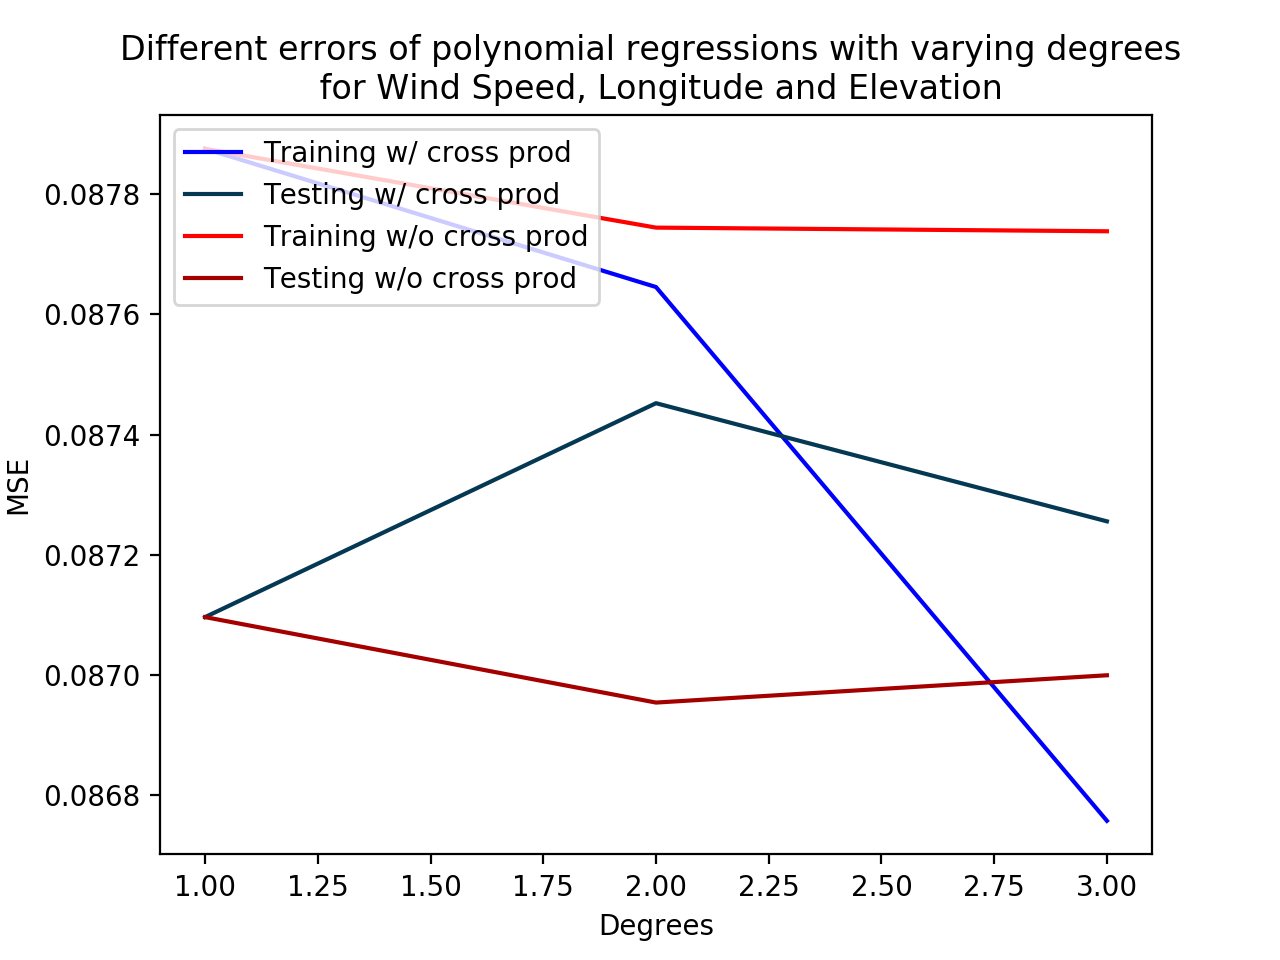 Different errors of polynomial regressions with varying degrees
for Wind Speed, Longitude and Elevation
Training w/ cross prod
Testing w/ cross prod
Training w/o cross prod
Testing w/o cross prod
0.0878
0.0876
0.0874
0.0872
0.0870
0.0868
MSE
1.00 1.25 1.50 1.75 2.00 2.25 2.50 2.75 3.00
Degrees